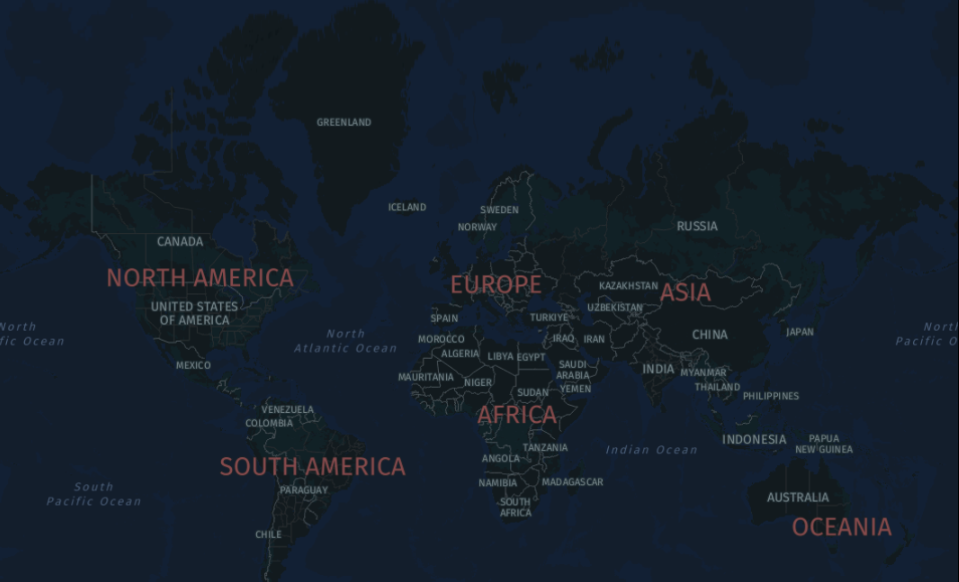 GREENLAND
ICELAND
SWEDEN
NORWAY
RUSSIA
CANADA
NORTH AMERICA
EUROPE
ASIA
KAZAKHSTAN
UNITED STATES
OF AMERICA
UZBEKISTAN
SPAIN
TURKIYE
North
fic Ocean
North
Atlantic Ocean
MOROCCO
IRAQ
IRAN
CHINA
JAPAN
North
Pacific O
ALGERIA
LIBYA
EGYPT
MEXICO
SAUDI
ARABIA
INDIA
MYANMAR
MAURITANIA
NIGER
SUDAN
YEMEN
THAILAND
PHILIPPINES
VENEZUELA
COLOMBIA
AFRICA
INDONESIA
PAPUA
NEW GUINEA
TANZANIA
Indian Ocean
ANGOLA
SOUTH AMERICA
South
Pacific Ocean
PARAGUAY
NAMIBIA
MADAGASCAR
AUSTRALIA
SOUTH
AFRICA
OCEANIA
CHILE